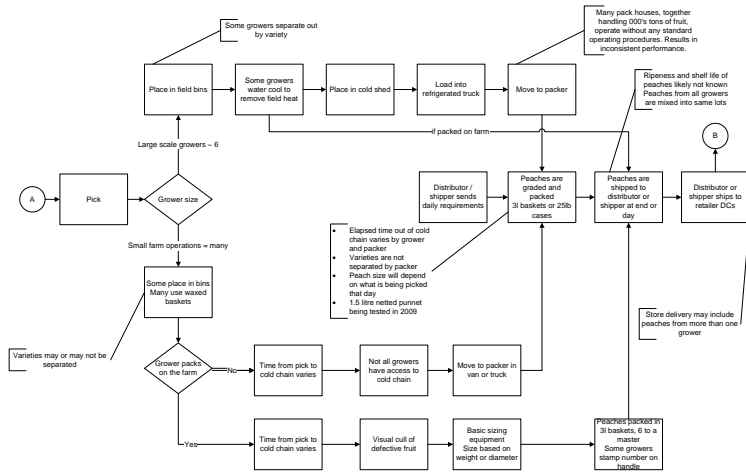 Some growers separate out
by variety
Many pack houses, together
handling 000's tons of fruit,
operate without any standard
operating procedures. Results in
inconsistent performance.
Place in field bins
Some growers
water cool to
remove field heat
Place in cold shed
Load into
refrigerated truck
Move to packer
Ripeness and shelf life of
peaches likely not known
Peaches from all growers
are mixed into same lots
if packed on farm
B
Large scale growers ~ 6
A
Pick
Grower size
Distributor /
shipper sends
daily requirements
Peaches are
graded and
packed
3l baskets or 25lb
cases
Peaches are
shipped to
distributor or
shipper at end or
day
Distributor or
shipper ships to
retailer DCs
Small farm operations = many
• Elapsed time out of cold
chain varies by grower
and packer
• Varieties are not
separated by packer
• Peach size will depend
on what is being picked
that day
• 1.5 litre netted punnet
being tested in 2009
Some place in bins
Many use waxed
baskets
Store delivery may include
peaches from more than one
grower
Varieties may or may not be
separated
Grower packs
on the farm
No
Time from pick to
cold chain varies
Not all growers
have access to
cold chain
Move to packer in
van or truck
Yes
Time from pick to
cold chain varies
Visual cull of
defective fruit
Basic sizing
equipment
Size based on
weight or diameter
Peaches packed in
3l baskets, 6 to a
master
Some growers
stamp number on
handle